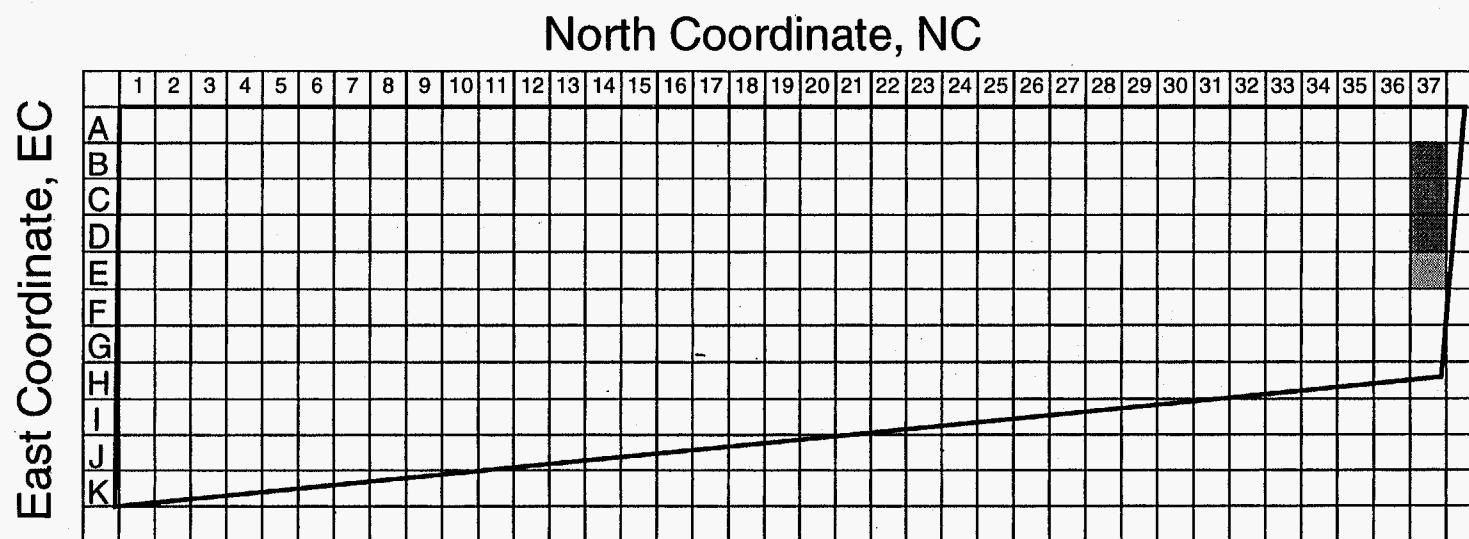 North Coordinate, NC
1 2 3 4 5 6 7 8 9 10 11 12 13 14 15 16 17 18 19 20 21 22 23 24 25 26 27 28 29 30 31 32 33 34 35 36 37
East Coordinate, EC
A
B
C
D
E
F
G
H
I
J
K